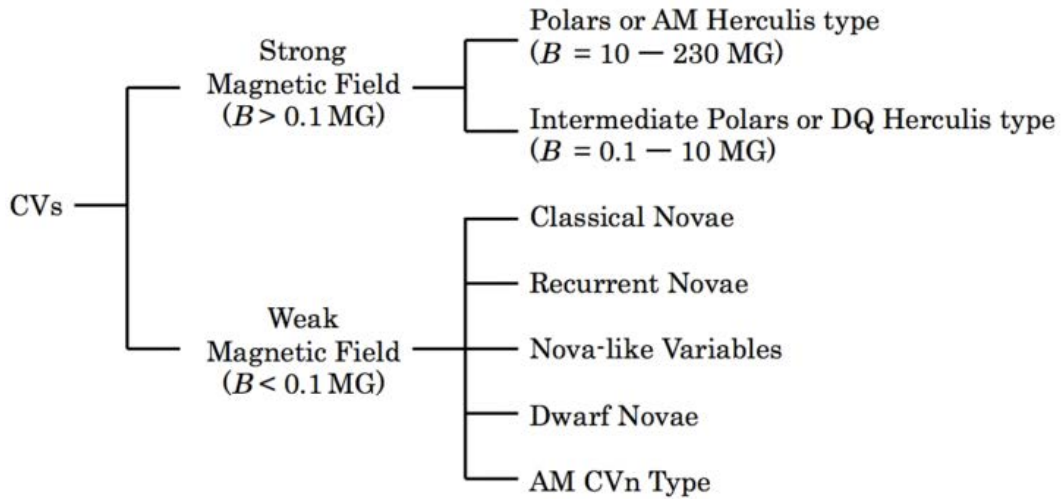 Polars or AM Herculis type
(B = 10 — 230 MG)
Strong
Magnetic Field
(B > 0.1 MG)
Intermediate Polars or DQ Herculis type
(B = 0.1 — 10 MG)
CVs
Classical Novae
Recurrent Novae
Weak
Magnetic Field
(B < 0.1 MG)
Nova-like Variables
Dwarf Novae
AM CVn Type